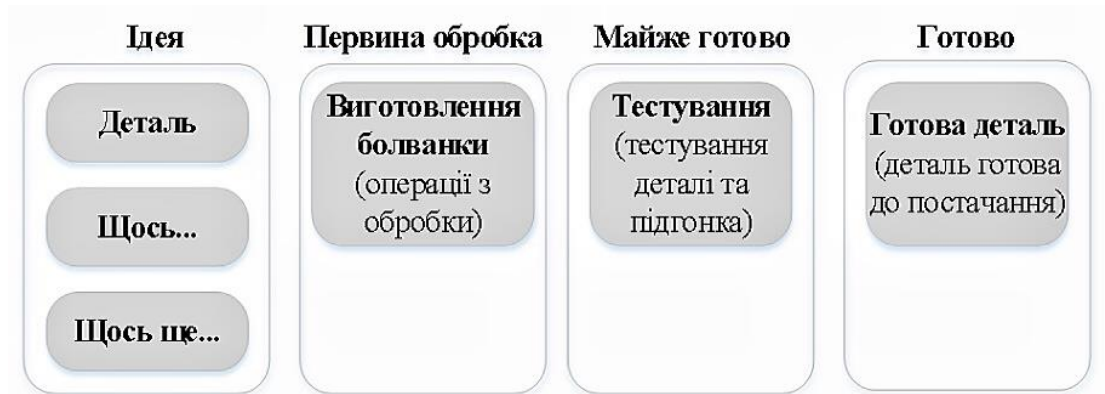 Ідея
Первина обробка
Майже готово
Готово
Деталь
Щось...
Щось ще...
Виготовлення
болванки
(операції з
обробки)
Тестування
(тестування
деталі та
підгонка)
Готова деталь
(деталь готова
до постачання)